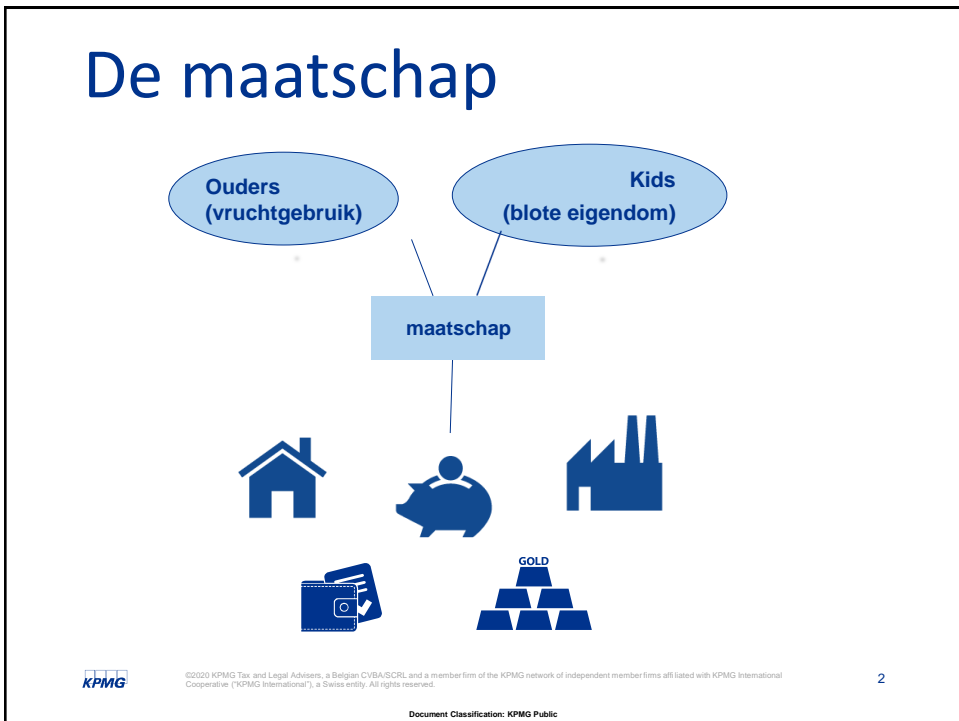 De maatschap
Ouders
(vruchtgebruik)
Kids
(blote eigendom)
maatschap
GOLD
KPMG
©2020 KPMG Tax and Legal Advisers, a Belgian CVBA/SCRL and a member firm of the KPMG network of independent member firms affiliated with KPMG International
Cooperative ("KPMG International"), a Swiss entity. All rights reserved.
2
Document Classification: KPMG Public